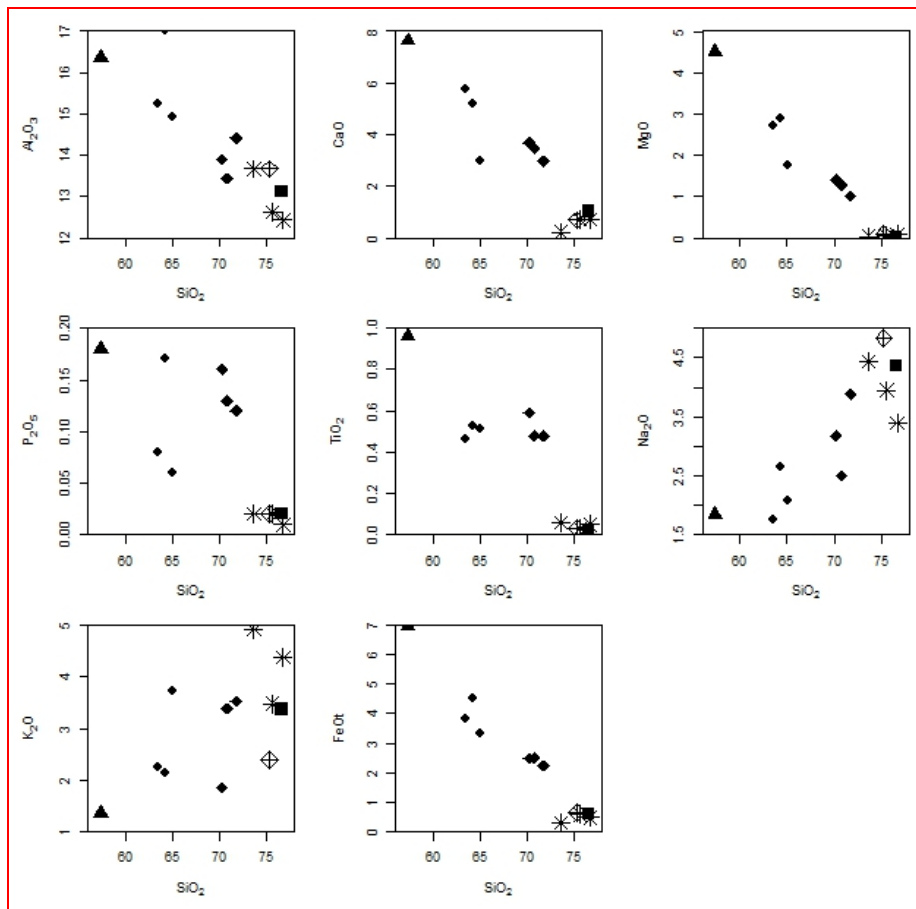 Al₂O₃
17
16
15
14
13
12
60 65 70 75
SiO₂
CaO
8
6
4
2
0
60 65 70 75
SiO₂
MgO
5
4
3
2
1
0
60 65 70 75
SiO₂
P₂O₅
0.20
0.15
0.10
0.05
0.00
60 65 70 75
SiO₂
TiO₂
1.0
0.8
0.6
0.4
0.2
0.0
60 65 70 75
SiO₂
Na₂O
4.5
3.5
2.5
1.5
60 65 70 75
SiO₂
K₂O
5
4
3
2
1
60 65 70 75
SiO₂
FeOt
7
6
5
4
3
2
1
0
60 65 70 75
SiO₂